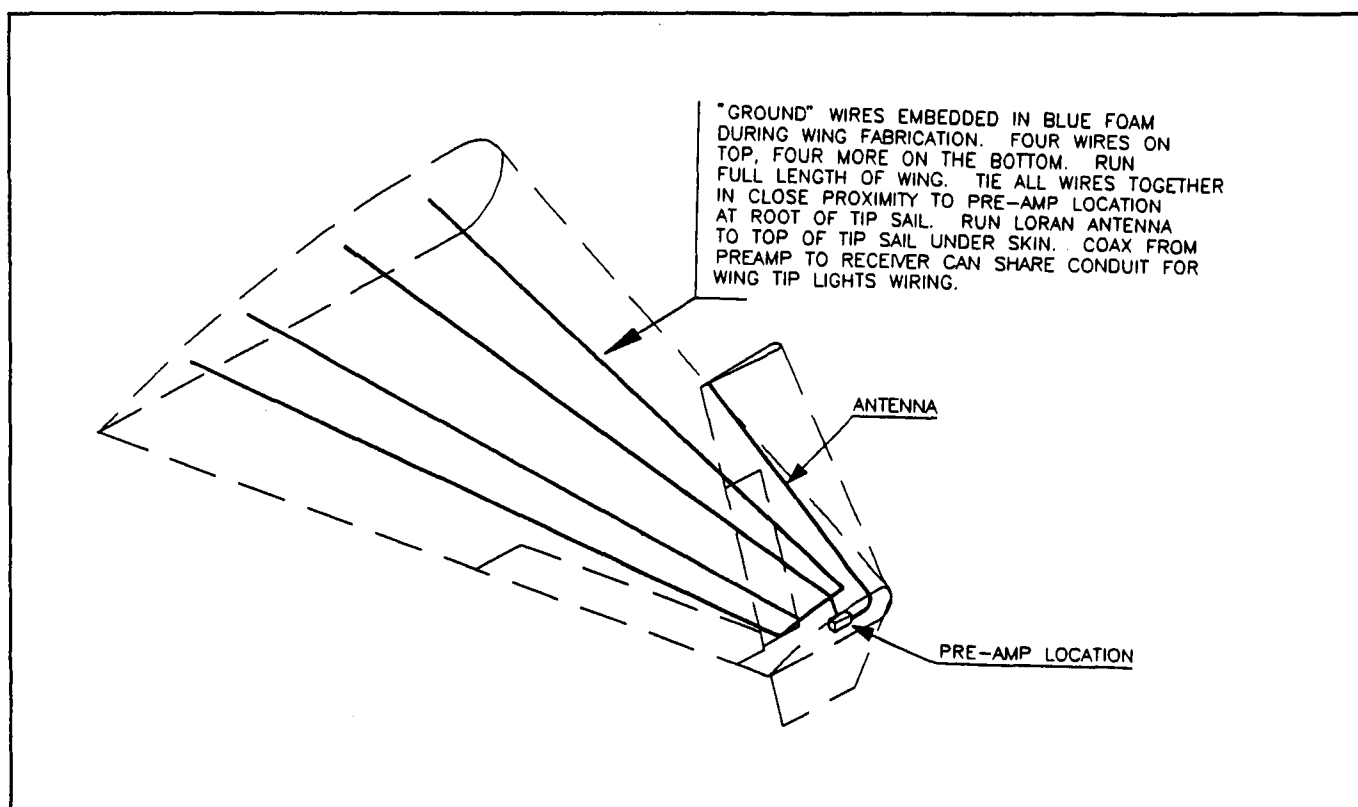 "GROUND" WIRES EMBEDDED IN BLUE FOAM
DURING WING FABRICATION. FOUR WIRES ON
TOP, FOUR MORE ON THE BOTTOM. RUN
FULL LENGTH OF WING. TIE ALL WIRES TOGETHER
IN CLOSE PROXIMITY TO PRE-AMP LOCATION
AT ROOT OF TIP SAIL. RUN LORAN ANTENNA
TO TOP OF TIP SAIL UNDER SKIN. COAX FROM
PREAMP TO RECEIVER CAN SHARE CONDUIT FOR
WING TIP LIGHTS WIRING.
ANTENNA
PRE-AMP LOCATION